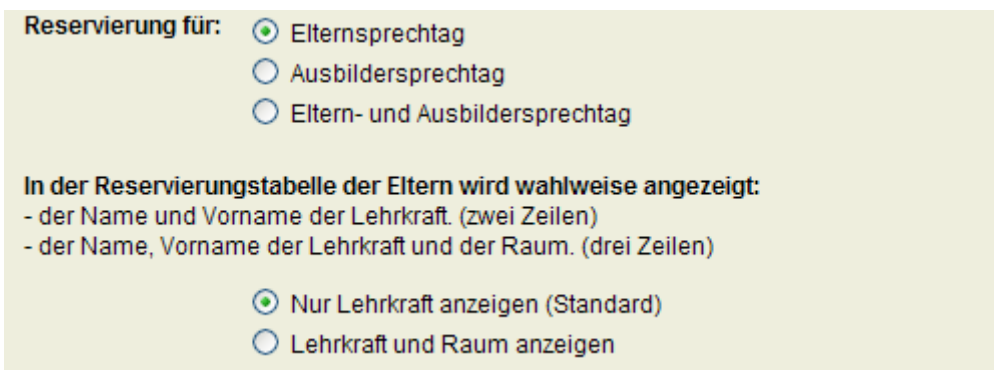 Reservierung für: Elternsprechtag
Ausbildersprechtag
Eltern- und Ausbildersprechtag
In der Reservierungstabelle der Eltern wird wahlweise angezeigt:
- der Name und Vorname der Lehrkraft. (zwei Zeilen)
- der Name, Vorname der Lehrkraft und der Raum. (drei Zeilen)
Nur Lehrkraft anzeigen (Standard)
Lehrkraft und Raum anzeigen